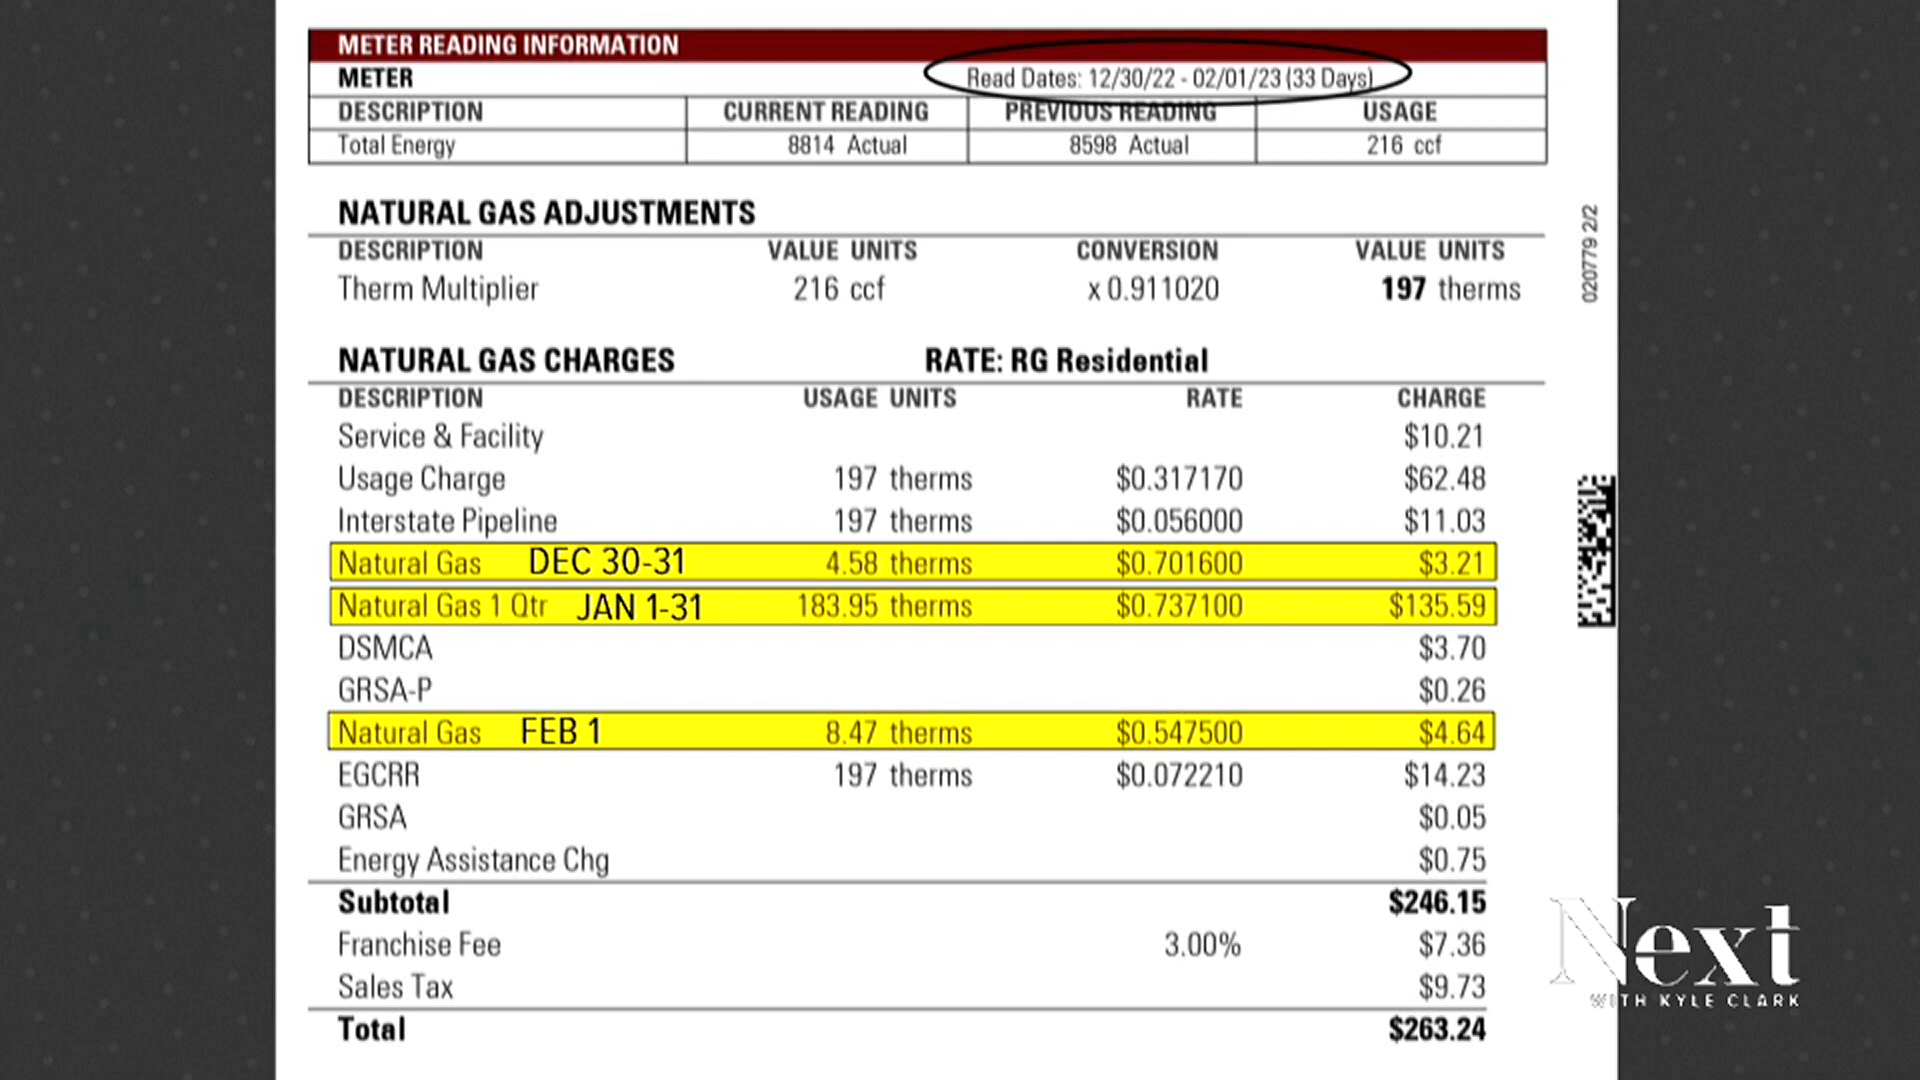 METER READING INFORMATION
METER Read Dates: 12/30/22 - 02/01/23 (33 Days)
DESCRIPTION CURRENT READING PREVIOUS READING USAGE
Total Energy 8814 Actual 8598 Actual 216 ccf
NATURAL GAS ADJUSTMENTS
DESCRIPTION VALUE UNITS CONVERSION VALUE UNITS
Therm Multiplier 216 ccf x 0.911020 197 therms
NATURAL GAS CHARGES RATE: RG Residential
DESCRIPTION USAGE UNITS RATE CHARGE
Service & Facility $10.21
Usage Charge 197 therms $0.317170 $62.48
Interstate Pipeline 197 therms $0.056000 $11.03
Natural Gas DEC 30-31 4.58 therms $0.701600 $3.21
Natural Gas 1 Qtr JAN 1-31 183.95 therms $0.737100 $135.59
DSMCA $3.70
GRSA-P $0.26
Natural Gas FEB 1 8.47 therms $0.547500 $4.64
EGCRR 197 therms $0.072210 $14.23
GRSA $0.05
Energy Assistance Chg $0.75
Subtotal $246.15
Franchise Fee 3.00% $7.36
Sales Tax $9.73
Total $263.24
020779 2/2
Next
WITH KYLE CLARK